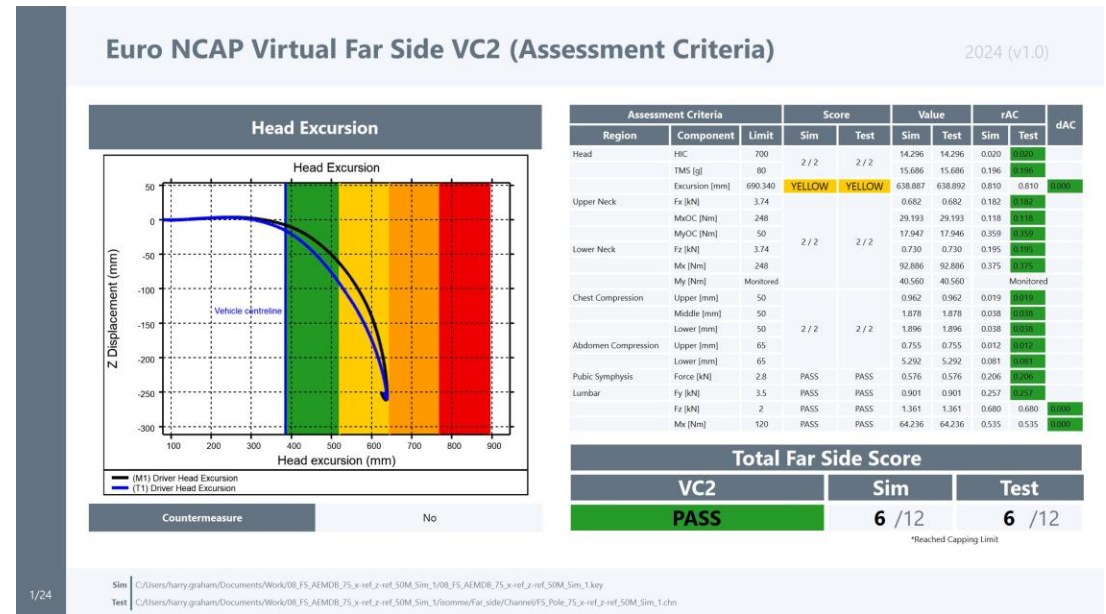 Euro NCAP Virtual Far Side VC2 (Assessment Criteria)
2024 (v1.0)
Head Excursion
Head Excursion
Z Displacement (mm)
50
0
-50
-100
-150
-200
-250
-300
Vehicle centreline
100 200 300 400 500 600 700 800 900
Head excursion (mm)
(M1) Driver Head Excursion
(T1) Driver Head Excursion
Countermeasure No
Assessment Criteria Score Value rAC dAC
Region Component Limit Sim Test Sim Test Sim Test
Head HIC 700 2 / 2 2 / 2 14.296 14.296 0.020 0.020
TMS [g] 80 15.686 15.686 0.196 0.196
Excursion [mm] 690.340 YELLOW YELLOW 638.887 638.892 0.810 0.810 0.000
Upper Neck Fx [kN] 3.74 2 / 2 2 / 2 0.682 0.682 0.182 0.182
MxOC [Nm] 248 29.193 29.193 0.118 0.118
MyOC [Nm] 50 17.947 17.946 0.359 0.359
Lower Neck Fz [kN] 3.74 0.730 0.730 0.195 0.195
Mx [Nm] 248 92.886 92.886 0.375 0.375
My [Nm] Monitored 40.560 40.560 Monitored
Chest Compression Upper [mm] 50 2 / 2 2 / 2 0.962 0.962 0.019 0.019
Middle [mm] 50 1.878 1.878 0.038 0.038
Lower [mm] 50 1.896 1.896 0.038 0.038
Abdomen Compression Upper [mm] 65 0.755 0.755 0.012 0.012
Lower [mm] 65 5.292 5.292 0.081 0.081
Pubic Symphysis Force [kN] 2.8 PASS PASS 0.576 0.576 0.206 0.206
Lumbar Fy [kN] 3.5 PASS PASS 0.901 0.901 0.257 0.257
Fz [kN] 2 PASS PASS 1.361 1.361 0.680 0.680 0.000
Mx [Nm] 120 PASS PASS 64.236 64.236 0.535 0.535 0.000
Total Far Side Score
VC2 Sim Test
PASS 6 /12 6 /12
*Reached Capping Limit
Sim C:/Users/harry.graham/Documents/Work/08_FS_AEMDB_75_x-ref_z-ref_50M_Sim_1/08_FS_AEMDB_75_x-ref_z-ref_50M_Sim_1.key
Test C:/Users/harry.graham/Documents/Work/08_FS_AEMDB_75_x-ref_z-ref_50M_Sim_1/isomme/Far_side/Channel/FS_Pole_75_x-ref_z-ref_50M_Sim_1.chn
1/24